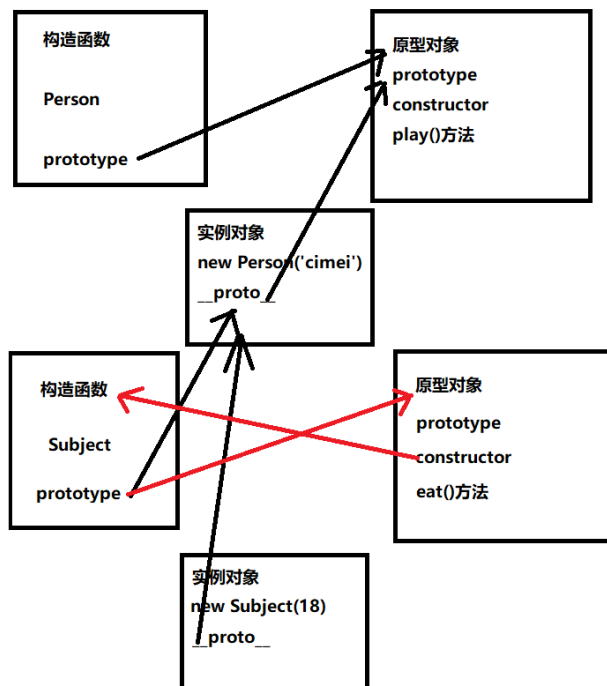 构造函数
Person
prototype
原型对象
prototype
constructor
play()方法
实例对象
new Person('cimei')
__proto__
构造函数
Subject
prototype
原型对象
prototype
constructor
eat()方法
实例对象
new Subject(18)
__proto__